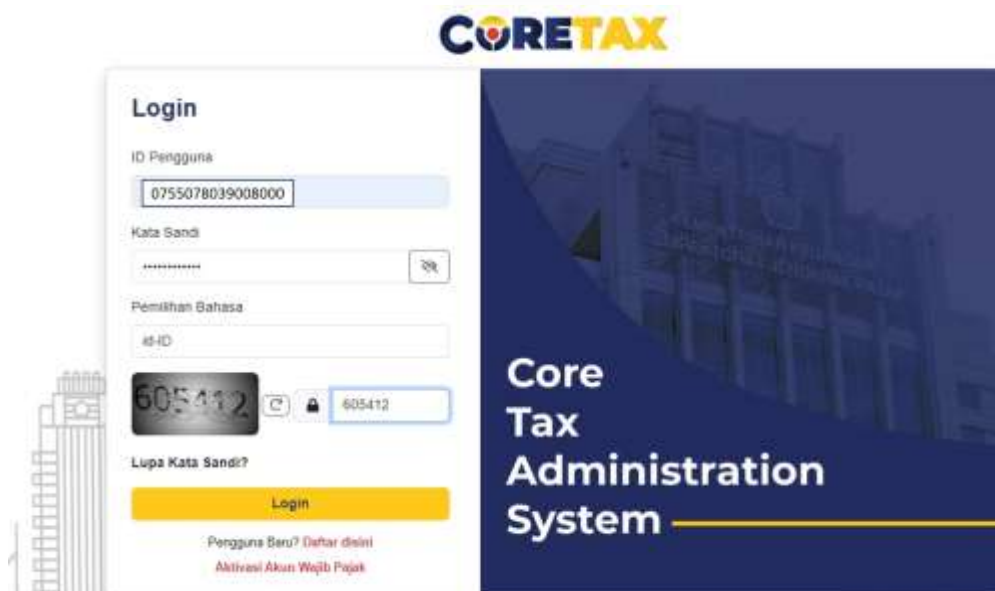 CORETAX
Login
ID Pengguna
0755078039008000
Kata Sandi
••••••••••••
Pemilihan Bahasa
id-ID
605412
605412
Lupa Kata Sandi?
Login
Pengguna Baru? Daftar disini
Aktivasi Akun Wajib Pajak
Core
Tax
Administration
System